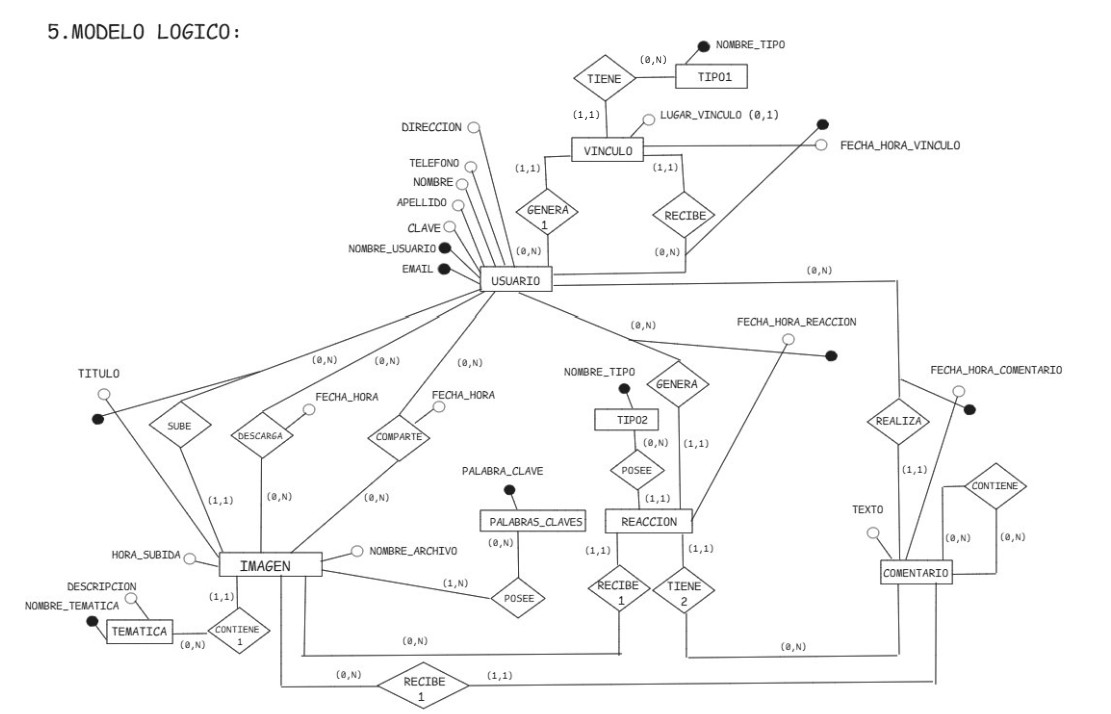 5.MODELO LOGICO:
NOMBRE_TIPO
(0,N)
TIENE
TIPO1
(1,1)
LUGAR_VINCULO (0,1)
DIRECCION
VINCULO
FECHA_HORA_VINCULO
TELEFONO
(1,1)
(1,1)
NOMBRE
APELLIDO
GENERA
1
RECIBE
CLAVE
NOMBRE_USUARIO
(0,N)
(0,N)
EMAIL
USUARIO
(0,N)
FECHA_HORA_REACCION
(0,N)
(0,N)
(0,N)
(0,N)
TITULO
NOMBRE_TIPO
GENERA
FECHA_HORA_COMENTARIO
FECHA_HORA
FECHA_HORA
SUBE
DESCARGA
COMPARTE
TIPO2
REALIZA
(0,N)
(1,1)
PALABRA_CLAVE
POSEE
(1,1)
CONTIENE
(1,1)
(0,N)
(0,N)
(1,1)
TEXTO
PALABRAS_CLAVES
REACCION
HORA_SUBIDA
NOMBRE_ARCHIVO
(0,N)
(1,1)
(1,1)
(0,N)
(0,N)
IMAGEN
COMENTARIO
DESCRIPCION
(1,1)
(1,N)
POSEE
RECIBE
1
TIENE
2
NOMBRE_TEMATICA
TEMATICA
CONTIENE
1
(0,N)
(0,N)
(0,N)
(0,N)
RECIBE
1
(1,1)